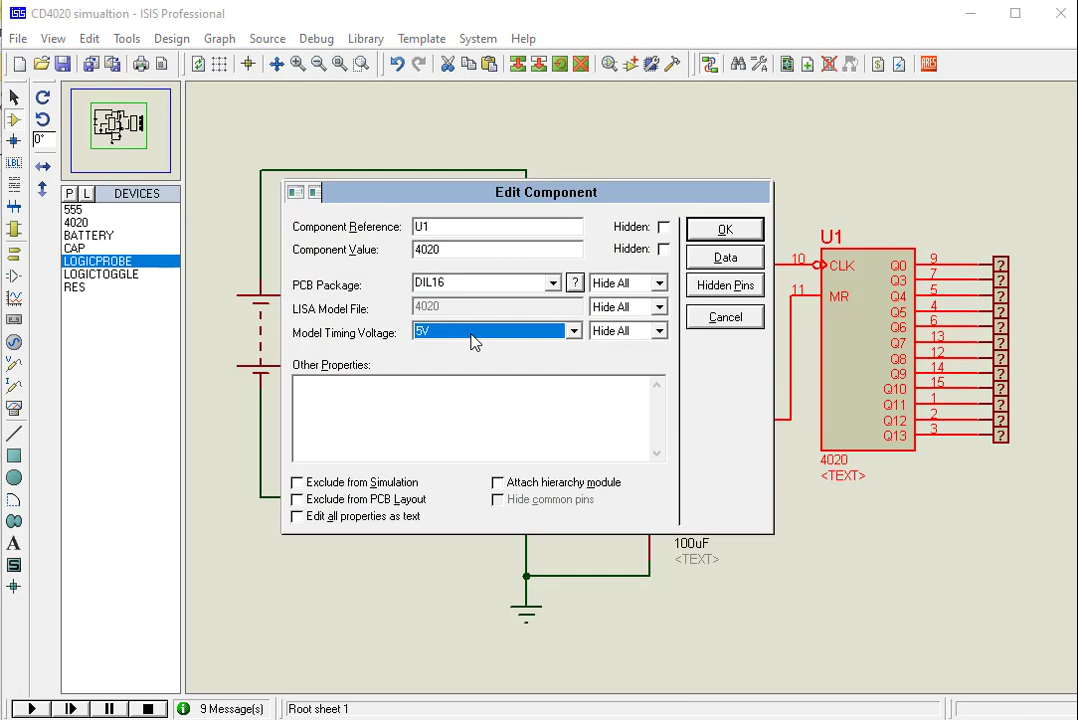 ISIS CD4020 simualtion - ISIS Professional
File View Edit Tools Design Graph Source Debug Library Template System Help
ARES
0°
LBL
P L DEVICES
555
4020
BATTERY
CAP
LOGICPROBE
LOGICTOGGLE
RES
A
S
Edit Component
Component Reference: U1 Hidden: OK
Component Value: 4020 Hidden: Data
PCB Package: DIL16 ? Hide All Hidden Pins
LISA Model File: 4020 Hide All Cancel
Model Timing Voltage: 5V Hide All
Other Properties:
Exclude from Simulation Attach hierarchy module
Exclude from PCB Layout Hide common pins
Edit all properties as text
U1
10 CLK Q0 9 ?
Q3 7 ?
11 MR Q4 5 ?
Q5 4 ?
Q6 6 ?
Q7 13 ?
Q8 12 ?
Q9 14 ?
Q10 15 ?
Q11 1 ?
Q12 2 ?
Q13 3 ?
4020
<TEXT>
100uF
<TEXT>
9 Message(s) Root sheet 1